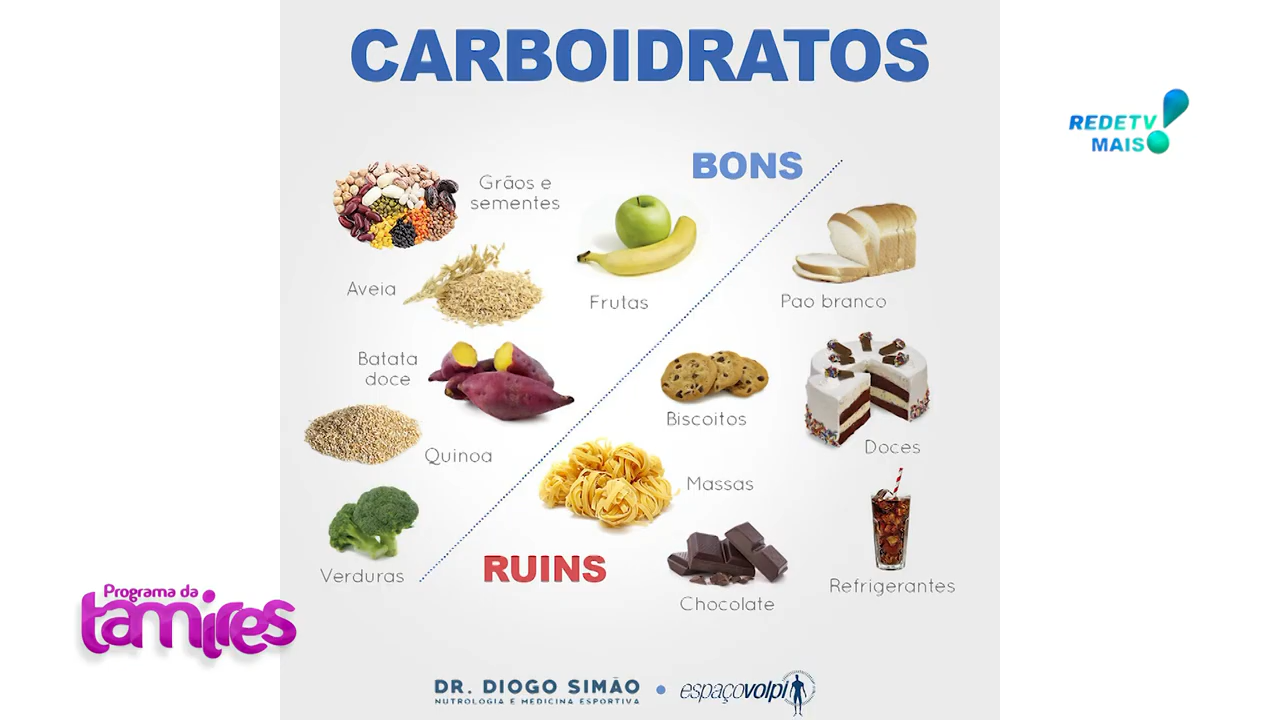 CARBOIDRATOS
REDETV
MAIS
BONS
Grãos e
sementes
Aveia
Frutas
Pao branco
Batata
doce
Biscoitos
Quinoa
Doces
Massas
Verduras
RUINS
Chocolate
Refrigerantes
Programa da
tamires
DR. DIOGO SIMÃO • espaçovolpi
NUTROLOGIA E MEDICINA ESPORTIVA